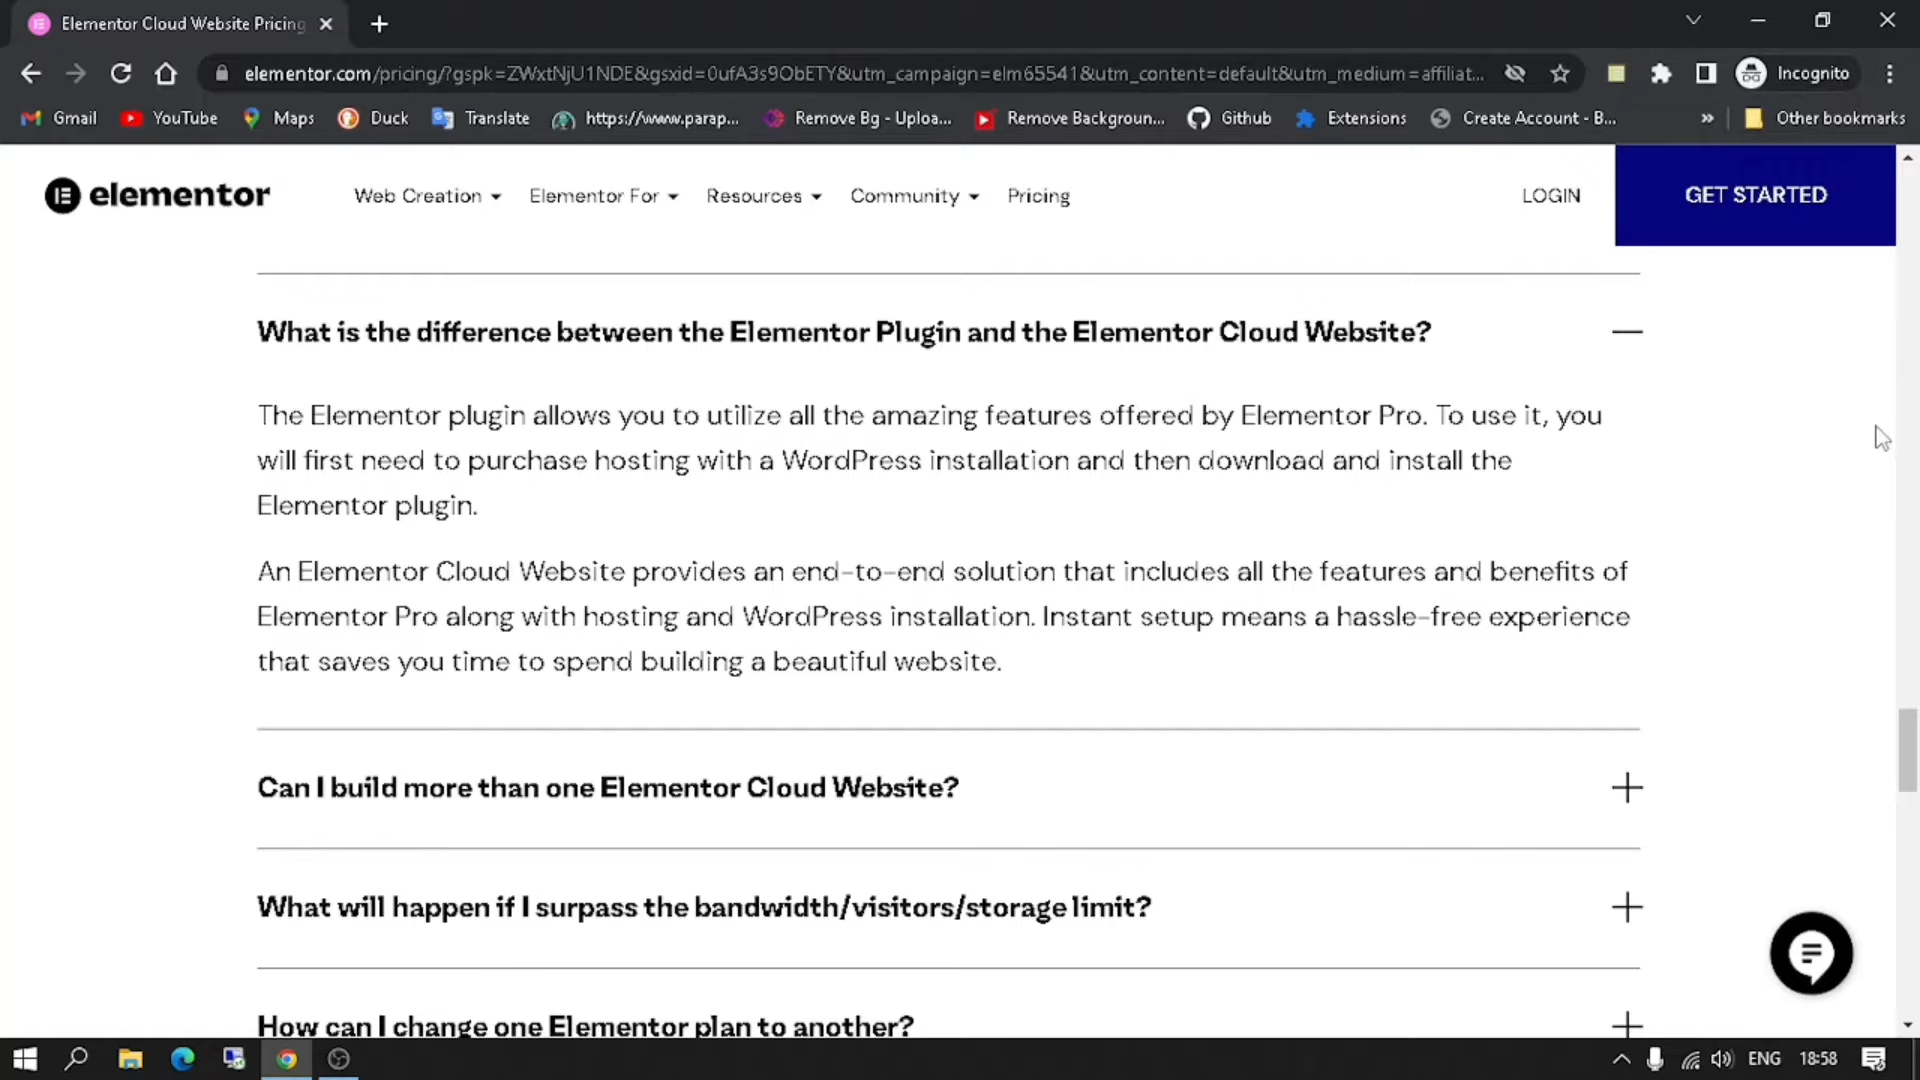 Elementor Cloud Website Pricing
elementor.com/pricing/?gspk=ZWxtNjU1NDE&gsxid=0ufA3s9ObETY&utm_campaign=elm65541&utm_content=default&utm_medium=affiliat...
Incognito
Gmail YouTube Maps Duck Translate https://www.parap... Remove Bg - Uploa... Remove Backgroun... Github Extensions Create Account - B... » Other bookmarks
elementor Web Creation Elementor For Resources Community Pricing LOGIN GET STARTED
What is the difference between the Elementor Plugin and the Elementor Cloud Website?
The Elementor plugin allows you to utilize all the amazing features offered by Elementor Pro. To use it, you
will first need to purchase hosting with a WordPress installation and then download and install the
Elementor plugin.
An Elementor Cloud Website provides an end-to-end solution that includes all the features and benefits of
Elementor Pro along with hosting and WordPress installation. Instant setup means a hassle-free experience
that saves you time to spend building a beautiful website.
Can I build more than one Elementor Cloud Website?
What will happen if I surpass the bandwidth/visitors/storage limit?
How can I change one Elementor plan to another?
ENG 18:58